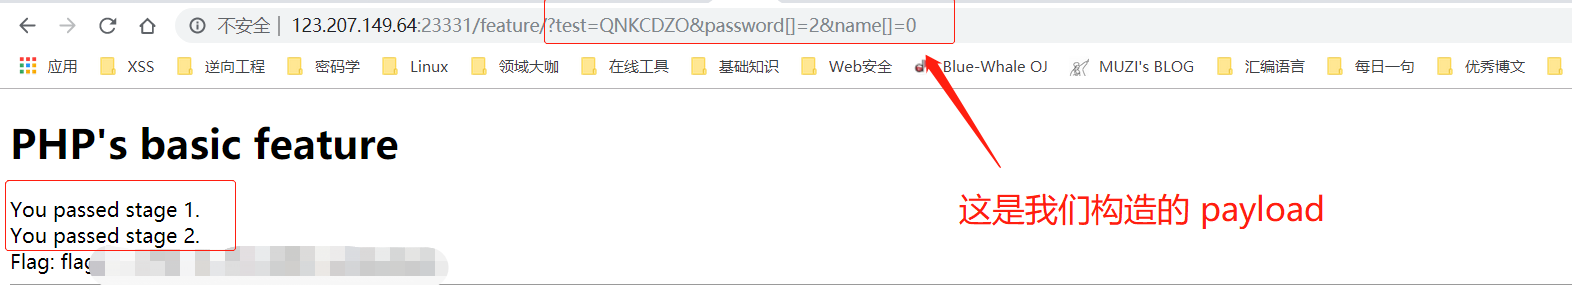 不安全 | 123.207.149.64:23331/feature/?test=QNKCDZO&password[]=2&name[]=0
应用 XSS 逆向工程 密码学 Linux 领域大咖 在线工具 基础知识 Web安全 Blue-Whale OJ MUZI's BLOG 汇编语言 每日一句 优秀博文
PHP's basic feature
You passed stage 1.
You passed stage 2.
Flag: flag
这是我们构造的 payload